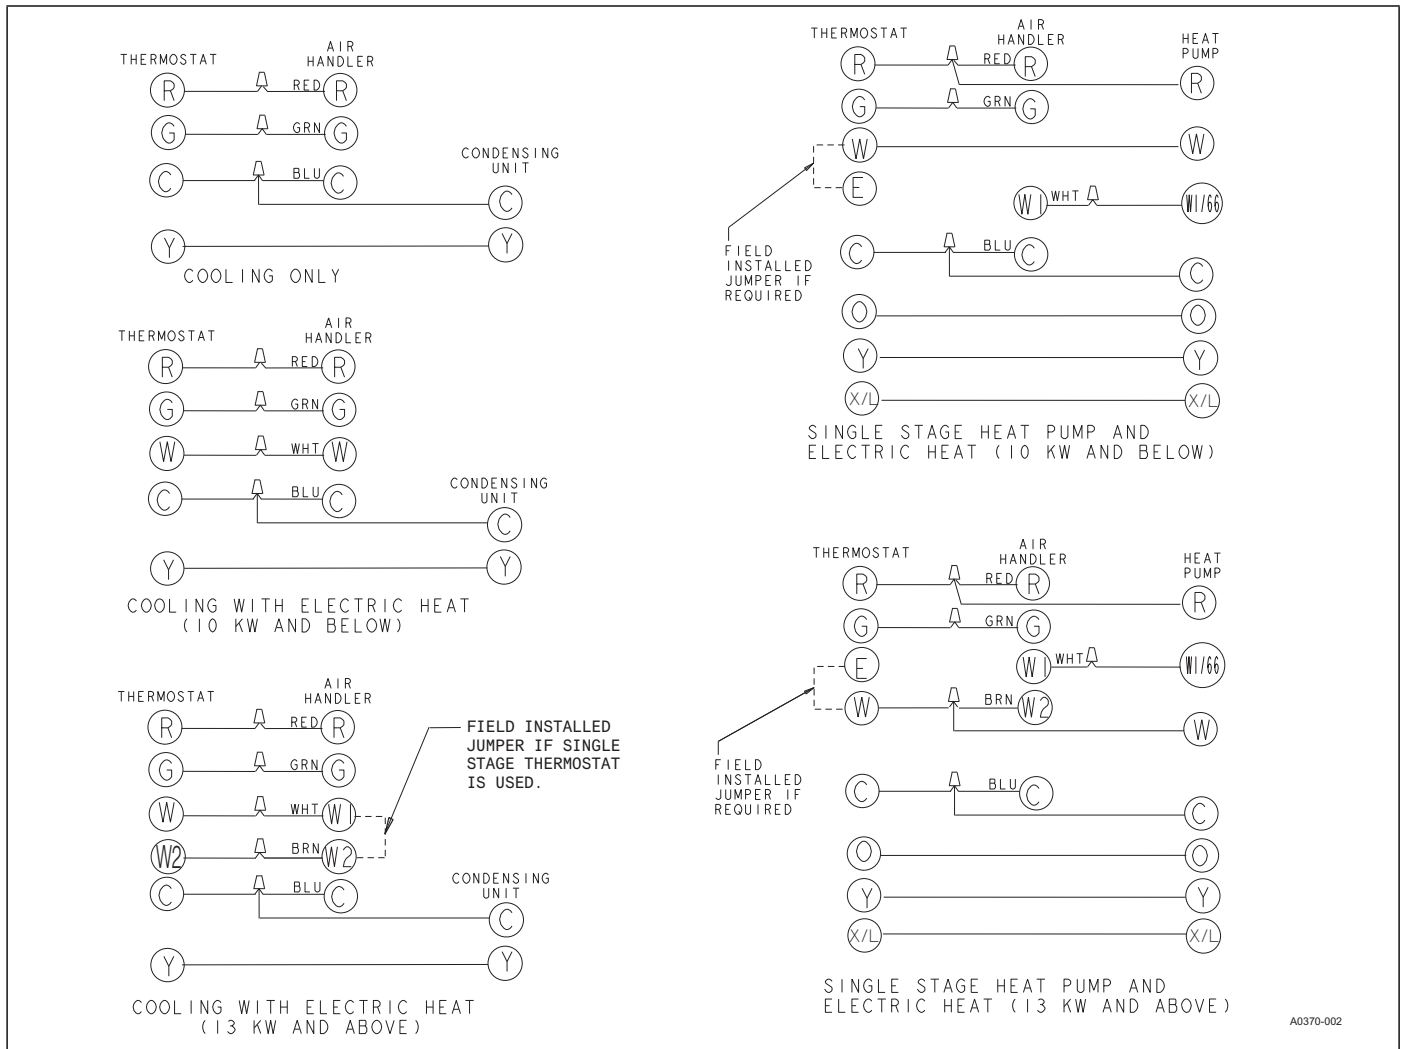 THERMOSTAT
AIR
HANDLER
R RED R
G GRN G
CONDENSING
UNIT
C BLU C
C
Y Y
COOLING ONLY
THERMOSTAT
AIR
HANDLER
R RED R
G GRN G
W WHT W
CONDENSING
UNIT
C BLU C
C
Y Y
COOLING WITH ELECTRIC HEAT
(10 KW AND BELOW)
THERMOSTAT
AIR
HANDLER
R RED R
G GRN G
W WHT W1
W2 BRN W2
FIELD INSTALLED
JUMPER IF SINGLE
STAGE THERMOSTAT
IS USED.
CONDENSING
UNIT
C BLU C
C
Y Y
COOLING WITH ELECTRIC HEAT
(13 KW AND ABOVE)
THERMOSTAT
AIR
HANDLER
HEAT
PUMP
R RED R
R
G GRN G
W W
E
W1 WHT W1/66
FIELD
INSTALLED
JUMPER IF
REQUIRED
C BLU C
C
O O
Y Y
X/L X/L
SINGLE STAGE HEAT PUMP AND
ELECTRIC HEAT (10 KW AND BELOW)
THERMOSTAT
AIR
HANDLER
HEAT
PUMP
R RED R
R
G GRN G
E W1 WHT W1/66
W BRN W2
W
FIELD
INSTALLED
JUMPER IF
REQUIRED
C BLU C
C
O O
Y Y
X/L X/L
SINGLE STAGE HEAT PUMP AND
ELECTRIC HEAT (13 KW AND ABOVE)
A0370-002